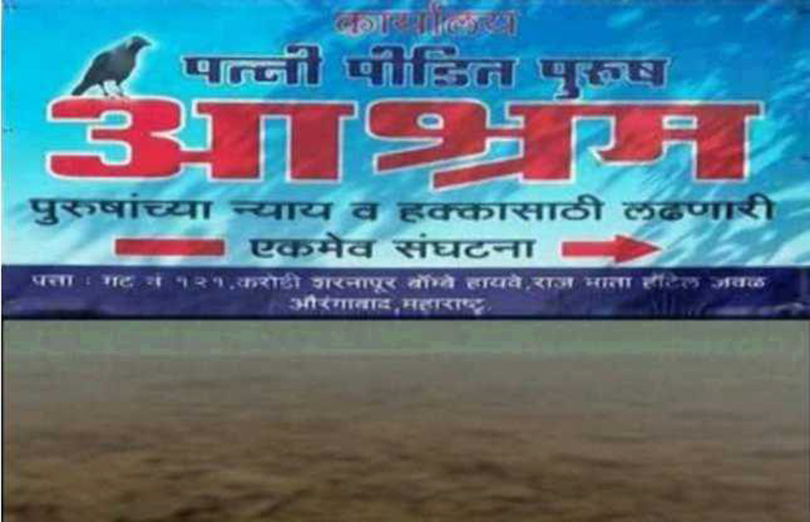 कार्यालय
पत्नी पीडित पुरुष
आश्रम
पुरुषांच्या न्याय व हक्कासाठी लढणारी
एकमेव संघटना
पत्ता : गट नं १२१,करोडी शरनापूर बॉम्बे हायवे,राज माता हॉटेल जवळ
औरंगाबाद,महाराष्ट्र.